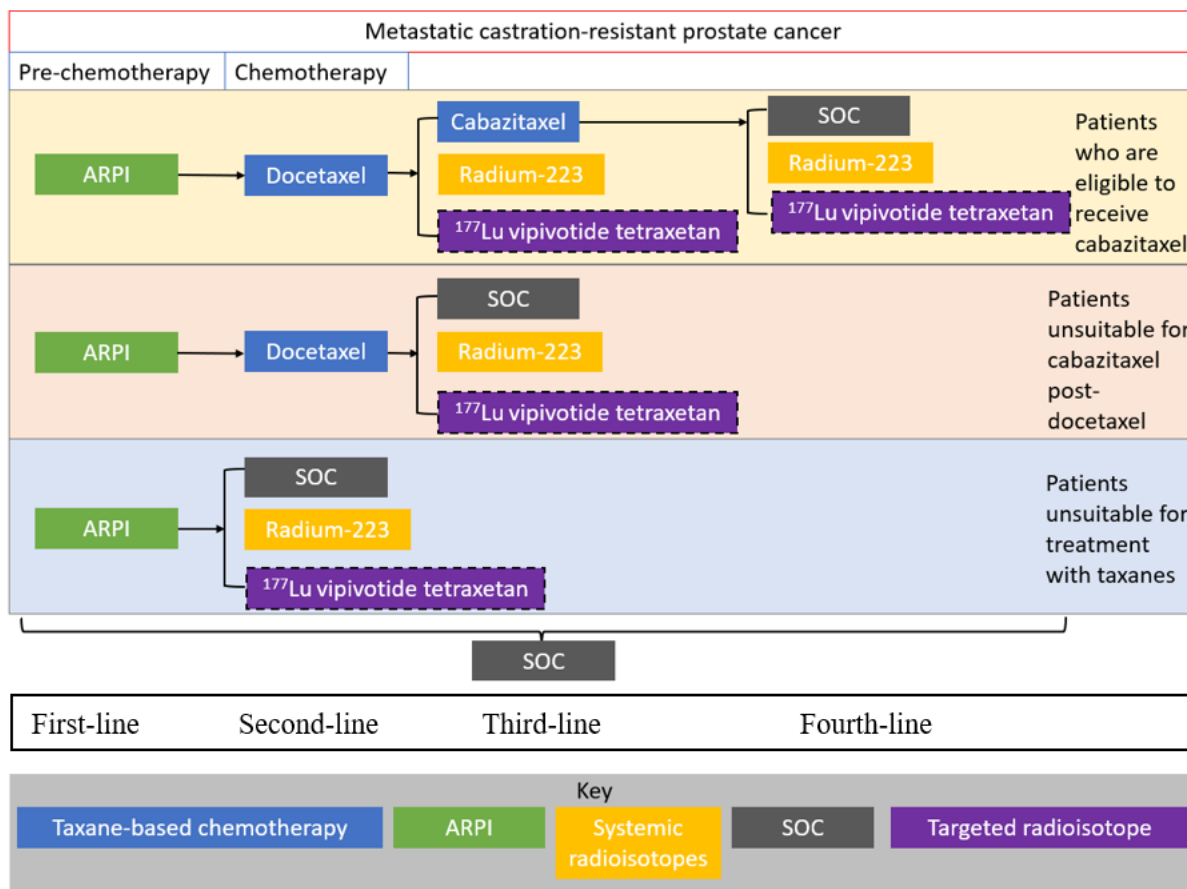 Metastatic castration-resistant prostate cancer
Pre-chemotherapy
Chemotherapy
ARPI
Docetaxel
Cabazitaxel
Radium-223
¹⁷⁷Lu vipivotide tetraxetan
SOC
Radium-223
¹⁷⁷Lu vipivotide tetraxetan
Patients
who are
eligible to
receive
cabazitaxel
ARPI
Docetaxel
SOC
Radium-223
¹⁷⁷Lu vipivotide tetraxetan
Patients
unsuitable for
cabazitaxel
post-
docetaxel
ARPI
SOC
Radium-223
¹⁷⁷Lu vipivotide tetraxetan
Patients
unsuitable for
treatment
with taxanes
SOC
First-line
Second-line
Third-line
Fourth-line
Key
Taxane-based chemotherapy
ARPI
Systemic
radioisotopes
SOC
Targeted radioisotope